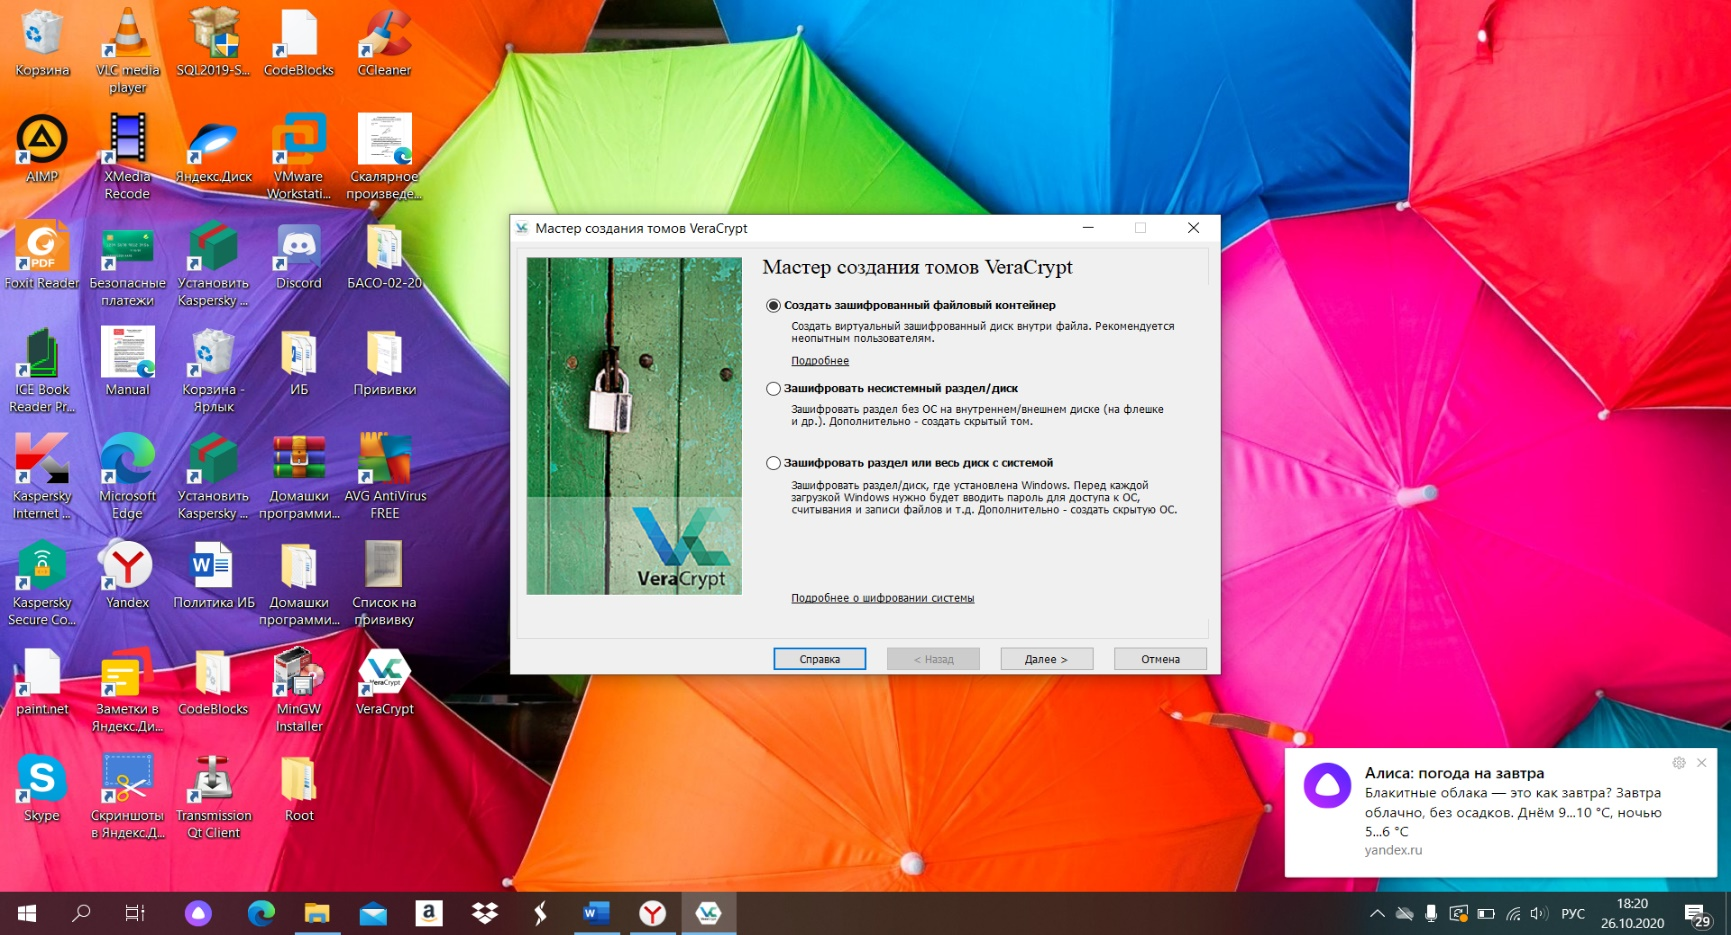 Корзина
VLC media
player
SQL2019-S...
CodeBlocks
CCleaner
AIMP
XMedia
Recode
Яндекс.Диск
VMware
Workstati...
Скалярное
произведе...
PDF
Foxit Reader
Безопасные
платежи
Установить
Kaspersky ...
Discord
БАСО-02-20
ICE Book
Reader Pr...
Manual
Корзина -
Ярлык
ИБ
Прививки
Kaspersky
Internet ...
Microsoft
Edge
Установить
Kaspersky ...
Домашки
программи...
AVG AntiVirus
FREE
Kaspersky
Secure Co...
Yandex
Политика ИБ
Домашки
программи...
Список на
прививку
paint.net
Заметки в
Яндекс.Ди...
CodeBlocks
MinGW
Installer
VeraCrypt
VeraCrypt
Skype
Скриншоты
в Яндекс.Д...
Transmission
Qt Client
Root
Мастер создания томов VeraCrypt
Мастер создания томов VeraCrypt
Создать зашифрованный файловый контейнер
Создать виртуальный зашифрованный диск внутри файла. Рекомендуется
неопытным пользователям.
Подробнее
Зашифровать несистемный раздел/диск
Зашифровать раздел без ОС на внутреннем/внешнем диске (на флешке
и др.). Дополнительно - создать скрытый том.
Зашифровать раздел или весь диск с системой
Зашифровать раздел/диск, где установлена Windows. Перед каждой
загрузкой Windows нужно будет вводить пароль для доступа к ОС,
считывания и записи файлов и т.д. Дополнительно - создать скрытую ОС.
VeraCrypt
Подробнее о шифровании системы
Справка
< Назад
Далее >
Отмена
Алиса: погода на завтра
Блакитные облака — это как завтра? Завтра
облачно, без осадков. Днём 9...10 °C, ночью
5...6 °C
yandex.ru
РУС
18:20
26.10.2020
29